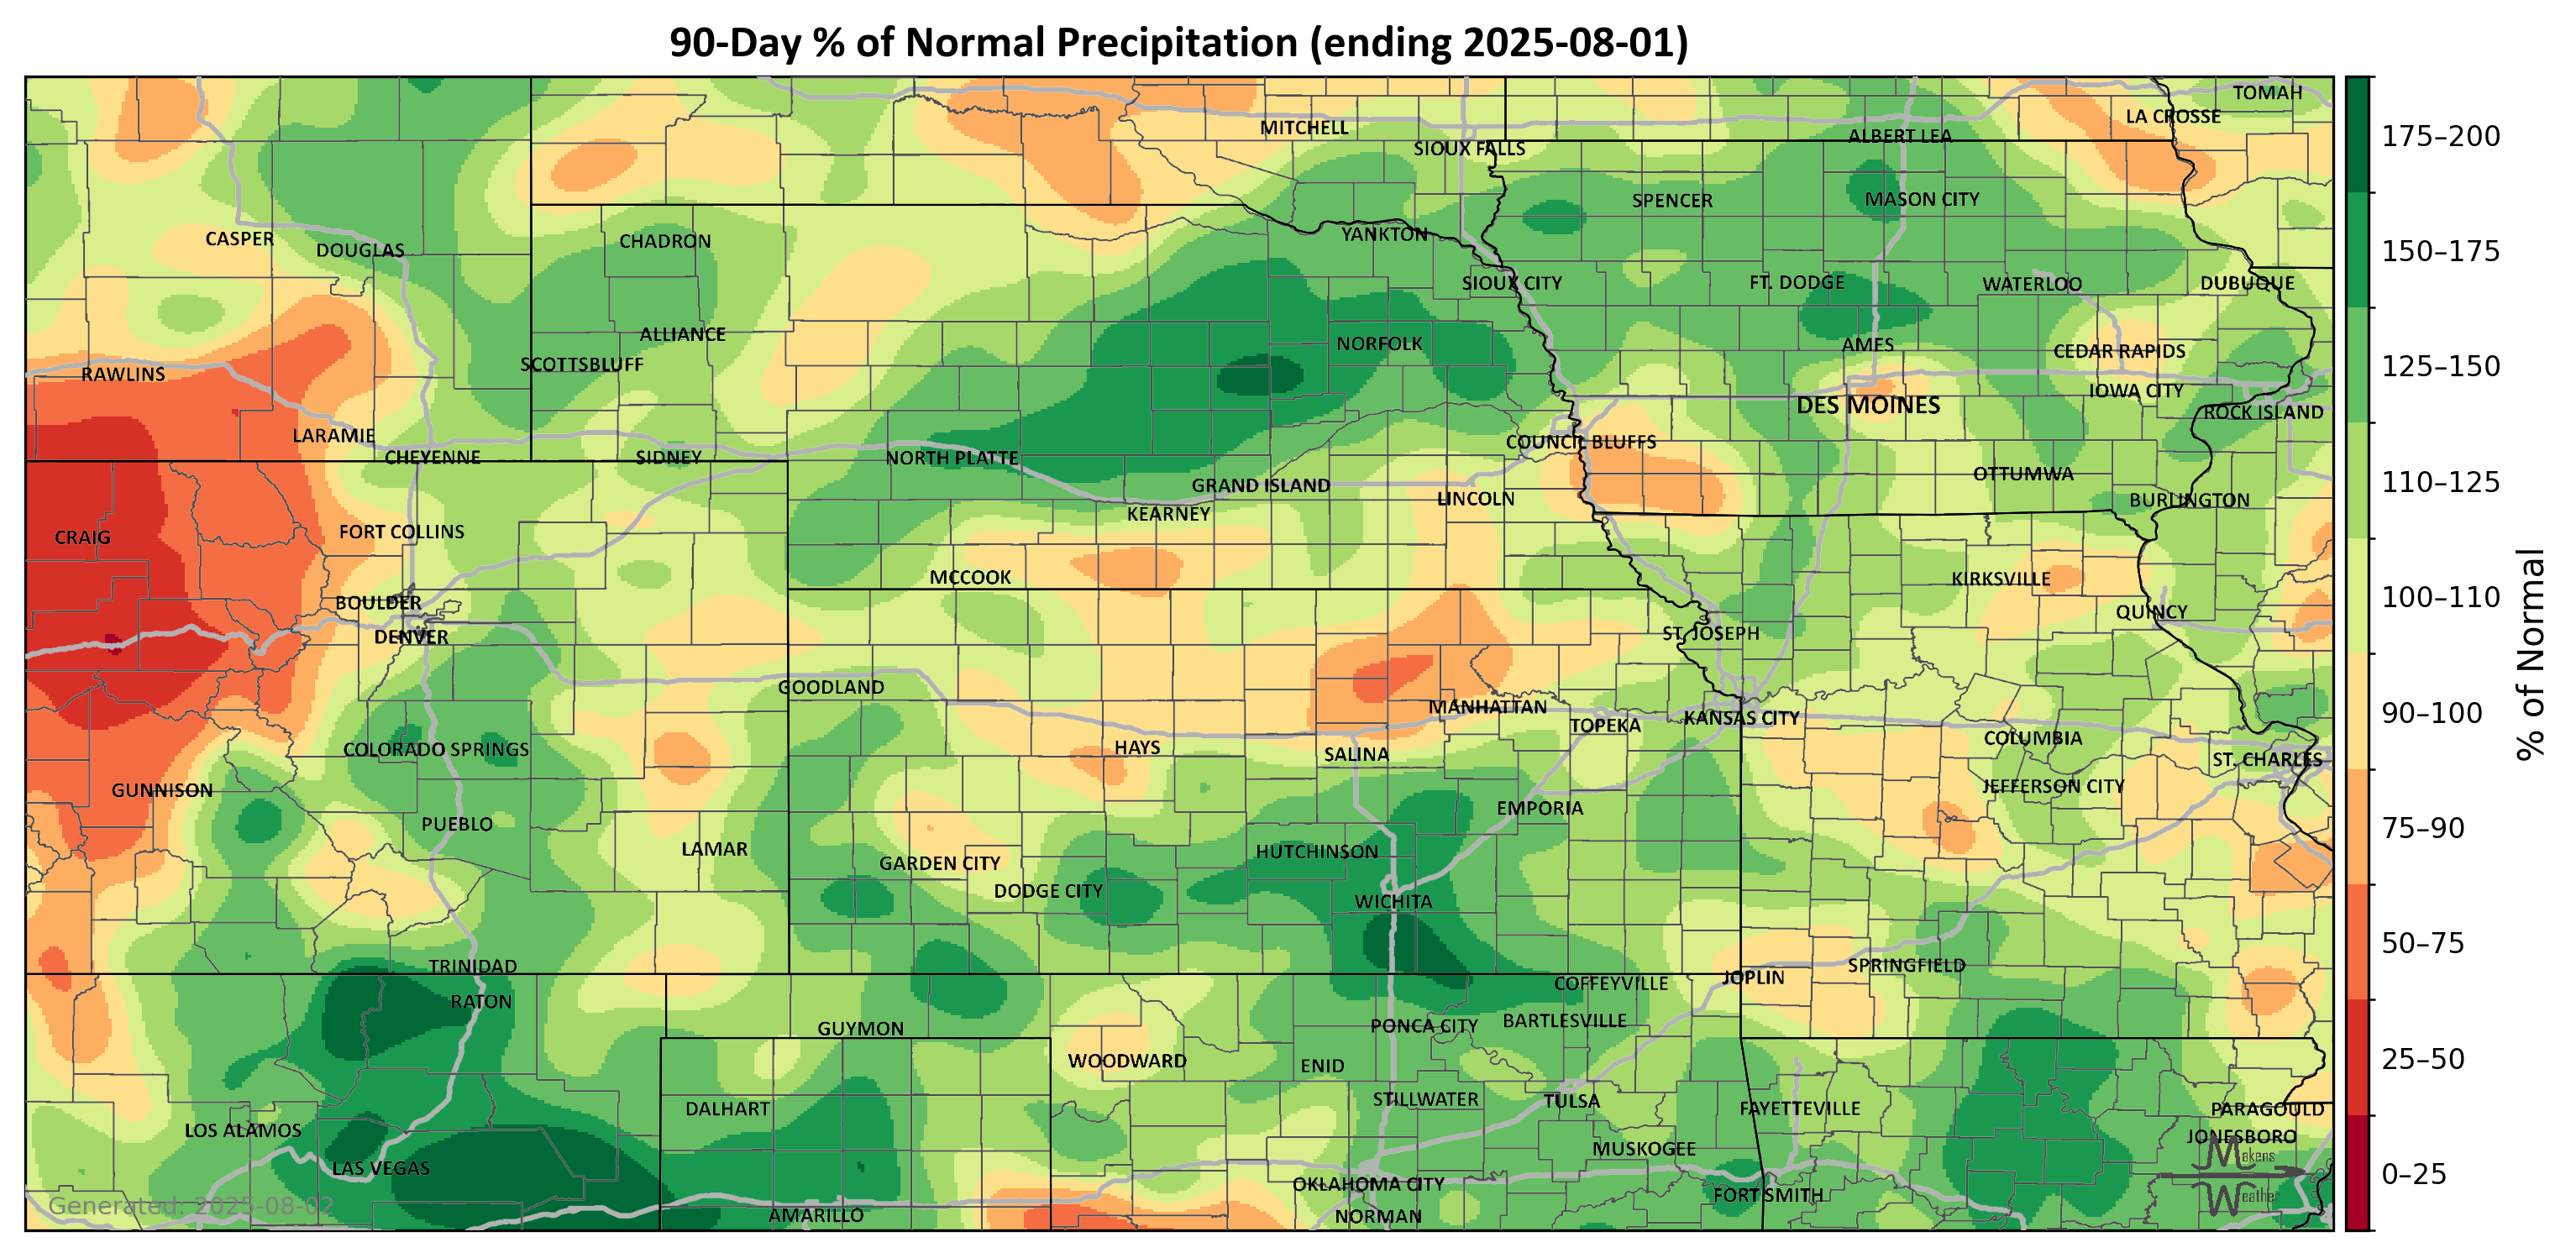 90-Day % of Normal Precipitation (ending 2025-08-01)
TOMAH
LA CROSSE
MITCHELL
ALBERT LEA
SIOUX FALLS
SPENCER
MASON CITY
YANKTON
CASPER
DOUGLAS
CHADRON
SIOUX CITY
FT. DODGE
WATERLOO
DUBUQUE
ALLIANCE
NORFOLK
AMES
CEDAR RAPIDS
SCOTTSBLUFF
RAWLINS
IOWA CITY
DES MOINES
ROCK ISLAND
LARAMIE
COUNCIL BLUFFS
CHEYENNE
SIDNEY
NORTH PLATTE
OTTUMWA
GRAND ISLAND
LINCOLN
BURLINGTON
KEARNEY
FORT COLLINS
CRAIG
MCCOOK
KIRKSVILLE
BOULDER
QUINCY
DENVER
ST. JOSEPH
GOODLAND
MANHATTAN
TOPEKA
KANSAS CITY
COLUMBIA
COLORADO SPRINGS
HAYS
SALINA
ST. CHARLES
GUNNISON
JEFFERSON CITY
EMPORIA
PUEBLO
LAMAR
HUTCHINSON
GARDEN CITY
DODGE CITY
WICHITA
TRINIDAD
SPRINGFIELD
JOPLIN
COFFEYVILLE
RATON
GUYMON
PONCA CITY
BARTLESVILLE
WOODWARD
ENID
STILLWATER
TULSA
DALHART
FAYETTEVILLE
PARAGOULD
LOS ALAMOS
JONESBORO
MUSKOGEE
LAS VEGAS
OKLAHOMA CITY
FORT SMITH
AMARILLO
NORMAN
Generated: 2025-08-02
Makens
Weather
175–200
150–175
125–150
110–125
100–110
90–100
75–90
50–75
25–50
0–25
% of Normal